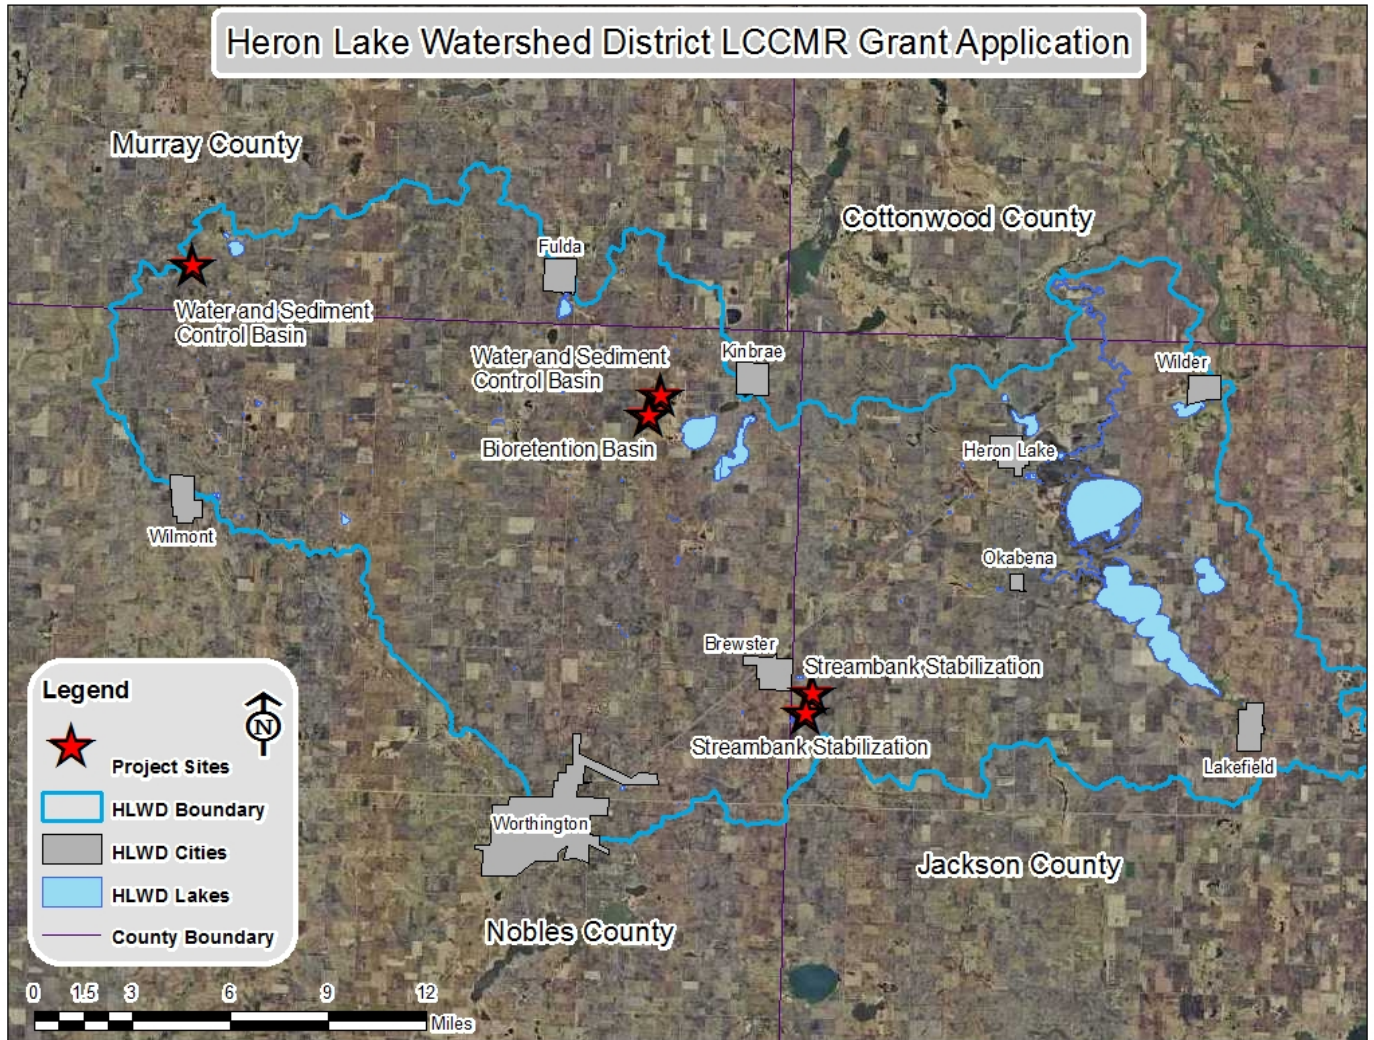 Heron Lake Watershed District LCCMR Grant Application
Murray County
Cottonwood County
Fulda
Water and Sediment
Control Basin
Water and Sediment
Control Basin
Kinbrae
Wilder
Bioretention Basin
Heron Lake
Wilmont
Okabena
Brewster
Streambank Stabilization
Streambank Stabilization
Lakefield
Worthington
Jackson County
Nobles County
Legend
N
Project Sites
HLWD Boundary
HLWD Cities
HLWD Lakes
County Boundary
0 1.5 3 6 9 12
Miles